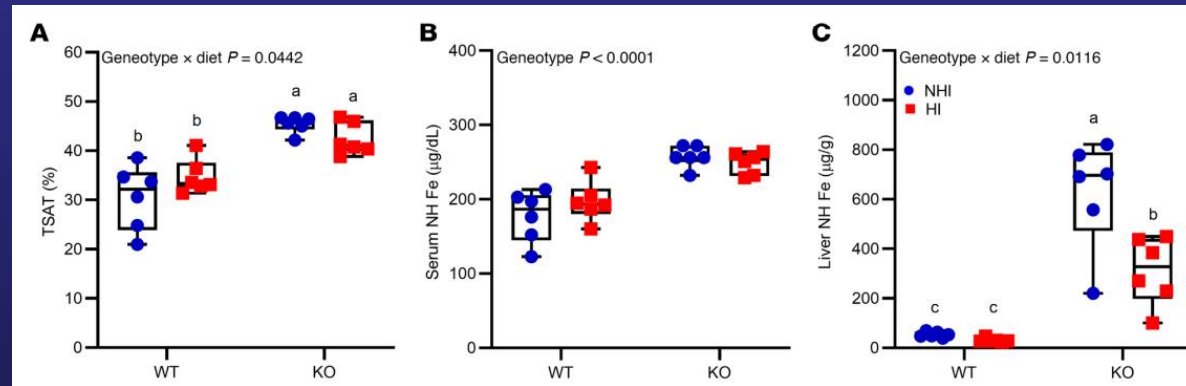 A
Geneotype × diet P = 0.0442
TSAT (%)
60
50
40
30
20
10
0
b
b
a
a
WT
KO
B
Geneotype P < 0.0001
Serum NH Fe (µg/dL)
400
300
200
100
0
WT
KO
C
Geneotype × diet P = 0.0116
NHI
HI
Liver NH Fe (µg/g)
1200
1000
800
600
400
200
0
c
c
a
b
WT
KO